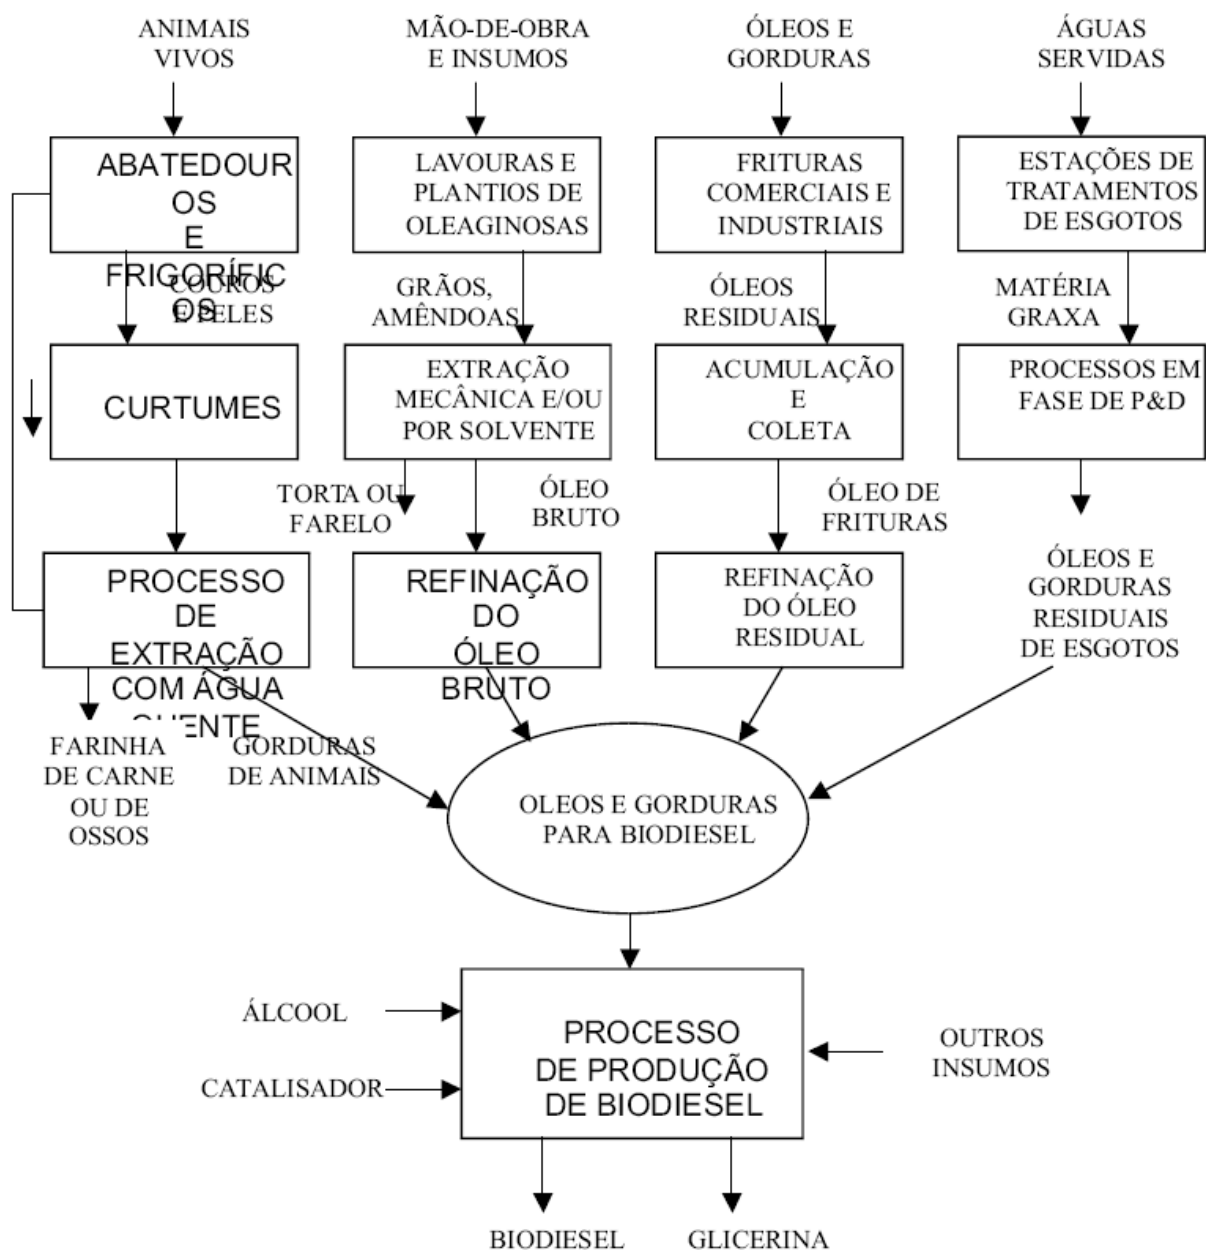 ANIMAIS
VIVOS
MÃO-DE-OBRA
E INSUMOS
ÓLEOS E
GORDURAS
ÁGUAS
SERVIDAS
ABATEDOUR
OS
E
FRIGORÍFIC
OS
LAVOURAS E
PLANTIOS DE
OLEAGINOSAS
FRITURAS
COMERCIAIS E
INDUSTRIAIS
ESTAÇÕES DE
TRATAMENTOS
DE ESGOTOS
COUROS
E PELES
GRÃOS,
AMÊNDOAS
ÓLEOS
RESIDUAIS
MATÉRIA
GRAXA
CURTUMES
EXTRAÇÃO
MECÂNICA E/OU
POR SOLVENTE
ACUMULAÇÃO
E
COLETA
PROCESSOS EM
FASE DE P&D
TORTA OU
FARELO
ÓLEO
BRUTO
ÓLEO DE
FRITURAS
PROCESSO
DE
EXTRAÇÃO
COM ÁGUA
QUENTE
REFINAÇÃO
DO
ÓLEO
BRUTO
REFINAÇÃO
DO ÓLEO
RESIDUAL
ÓLEOS E
GORDURAS
RESIDUAIS
DE ESGOTOS
FARINHA
DE CARNE
OU DE
OSSOS
GORDURAS
DE ANIMAIS
OLEOS E GORDURAS
PARA BIODIESEL
ÁLCOOL
CATALISADOR
PROCESSO
DE PRODUÇÃO
DE BIODIESEL
OUTROS
INSUMOS
BIODIESEL
GLICERINA